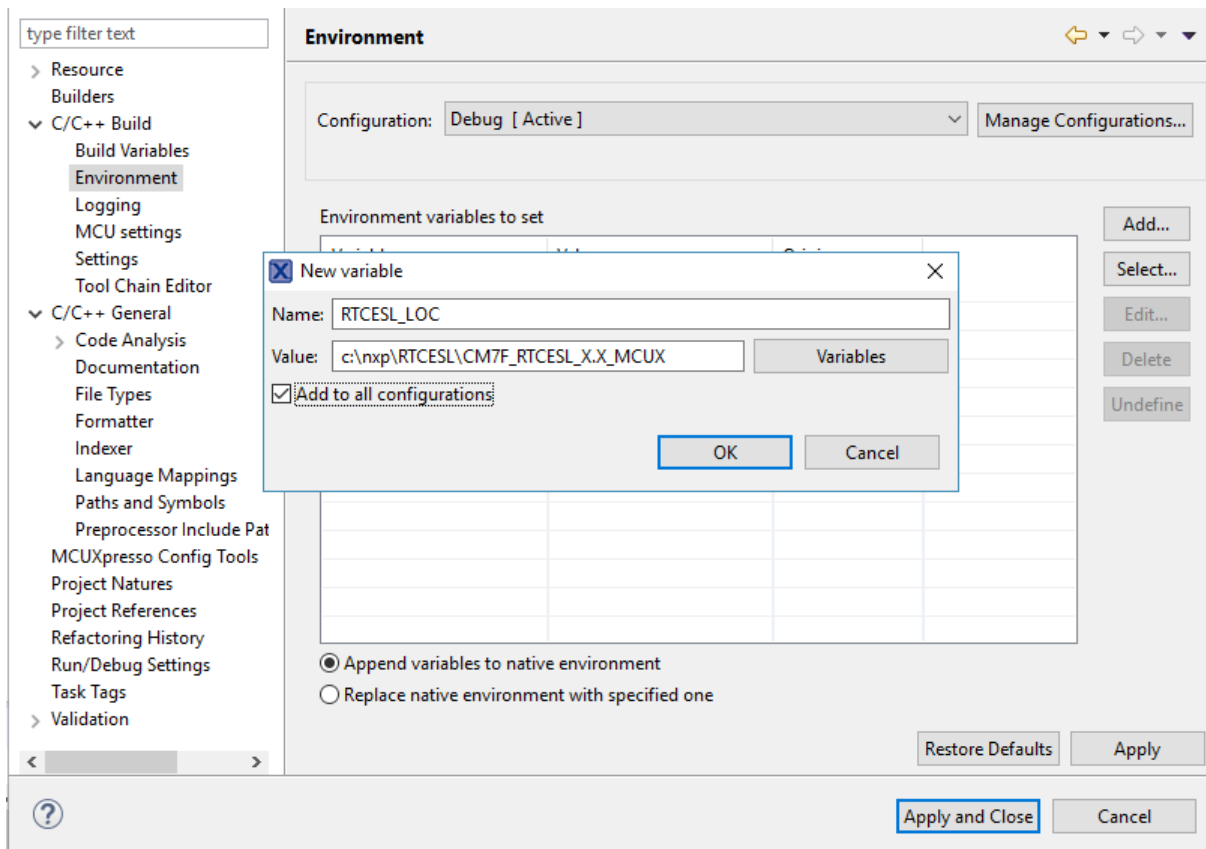 type filter text
Resource
Builders
C/C++ Build
Build Variables
Environment
Logging
MCU settings
Settings
Tool Chain Editor
C/C++ General
Code Analysis
Documentation
File Types
Formatter
Indexer
Language Mappings
Paths and Symbols
Preprocessor Include Pat
MCUXpresso Config Tools
Project Natures
Project References
Refactoring History
Run/Debug Settings
Task Tags
Validation
Environment
Configuration: Debug [ Active ] Manage Configurations...
Environment variables to set
Add...
Select...
Edit...
Delete
Undefine
New variable
Name: RTCESL_LOC
Value: c:\nxp\RTCESL\CM7F_RTCESL_X.X_MCUX Variables
Add to all configurations
OK Cancel
Append variables to native environment
Replace native environment with specified one
Restore Defaults Apply
Apply and Close Cancel